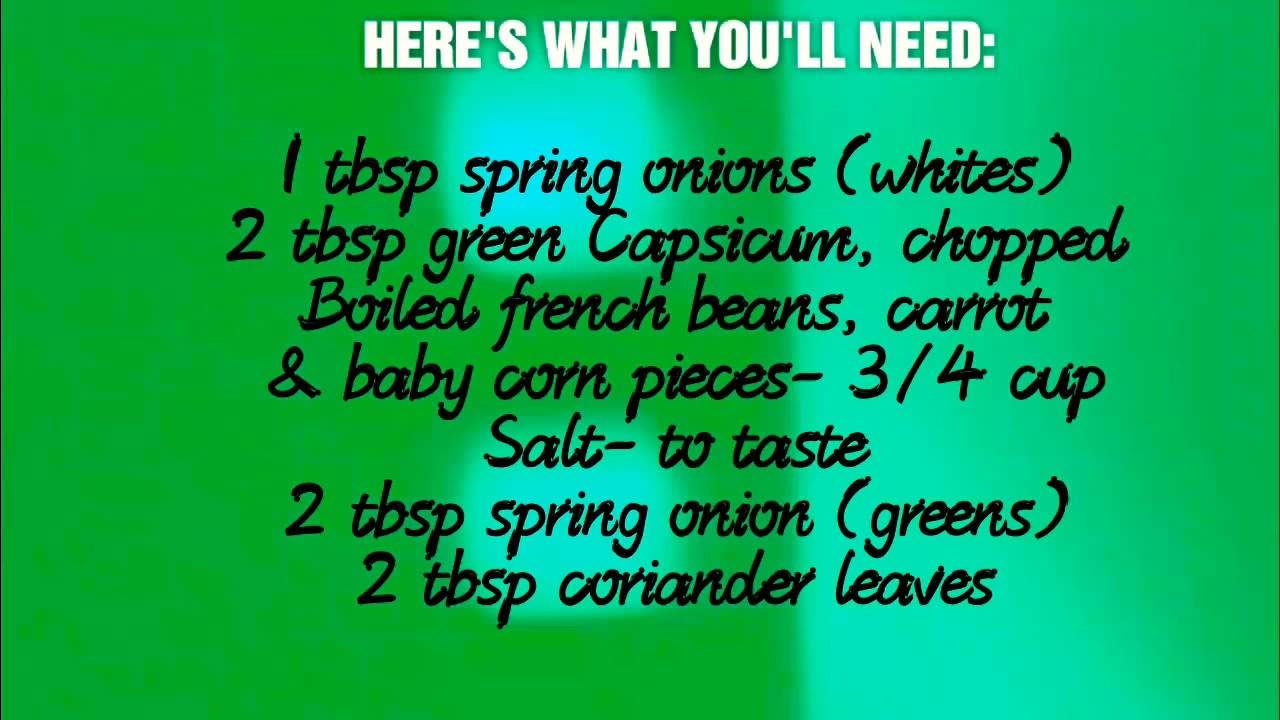 HERE'S WHAT YOU'LL NEED:
1 tbsp spring onions (whites)
2 tbsp green Capsicum, chopped
Boiled french beans, carrot
& baby corn pieces- 3/4 cup
Salt- to taste
2 tbsp spring onion (greens)
2 tbsp coriander leaves